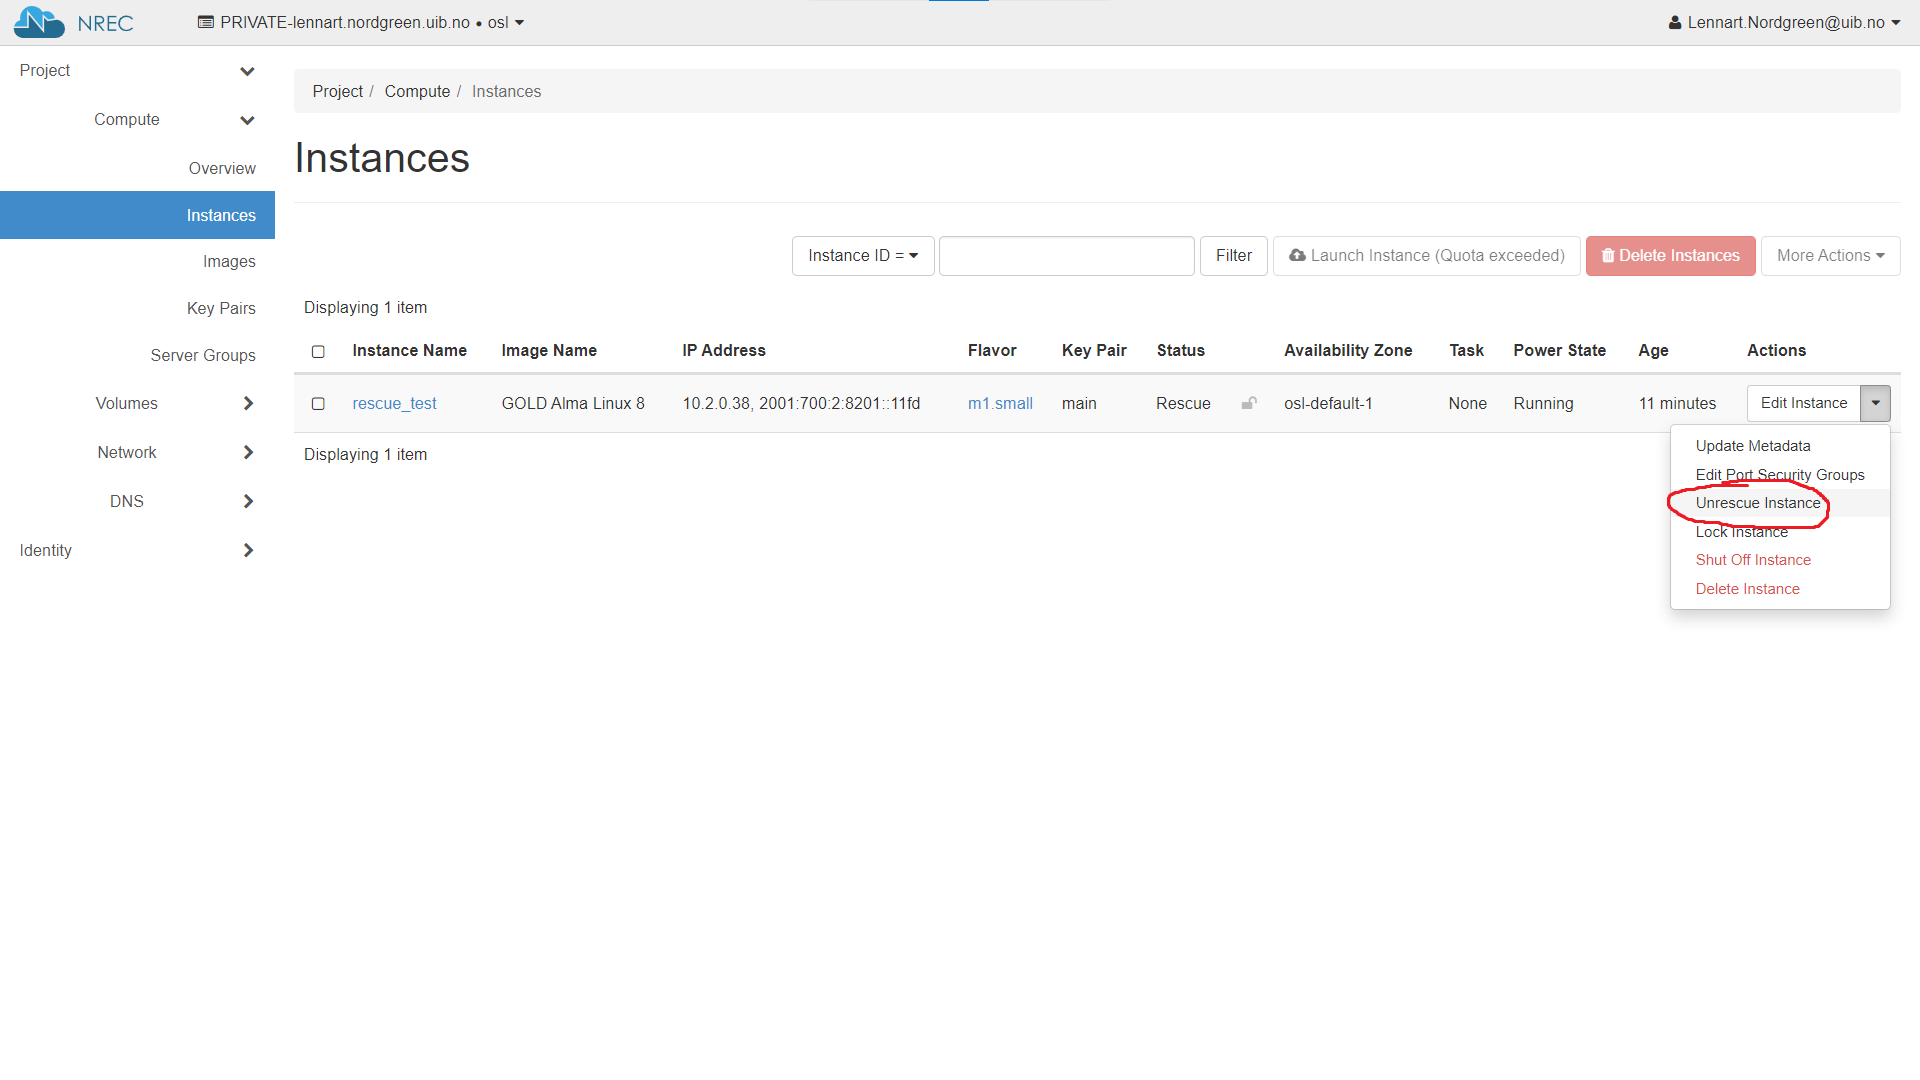 NREC
PRIVATE-lennart.nordgreen.uib.no • osl
Lennart.Nordgreen@uib.no
Project
Compute
Overview
Instances
Images
Key Pairs
Server Groups
Volumes
Network
DNS
Identity
Project / Compute / Instances
Instances
Instance ID =
Filter
Launch Instance (Quota exceeded)
Delete Instances
More Actions
Displaying 1 item
Instance Name Image Name IP Address Flavor Key Pair Status Availability Zone Task Power State Age Actions
rescue_test GOLD Alma Linux 8 10.2.0.38, 2001:700:2:8201::11fd m1.small main Rescue osl-default-1 None Running 11 minutes Edit Instance
Displaying 1 item
Update Metadata
Edit Port Security Groups
Unrescue Instance
Lock Instance
Shut Off Instance
Delete Instance